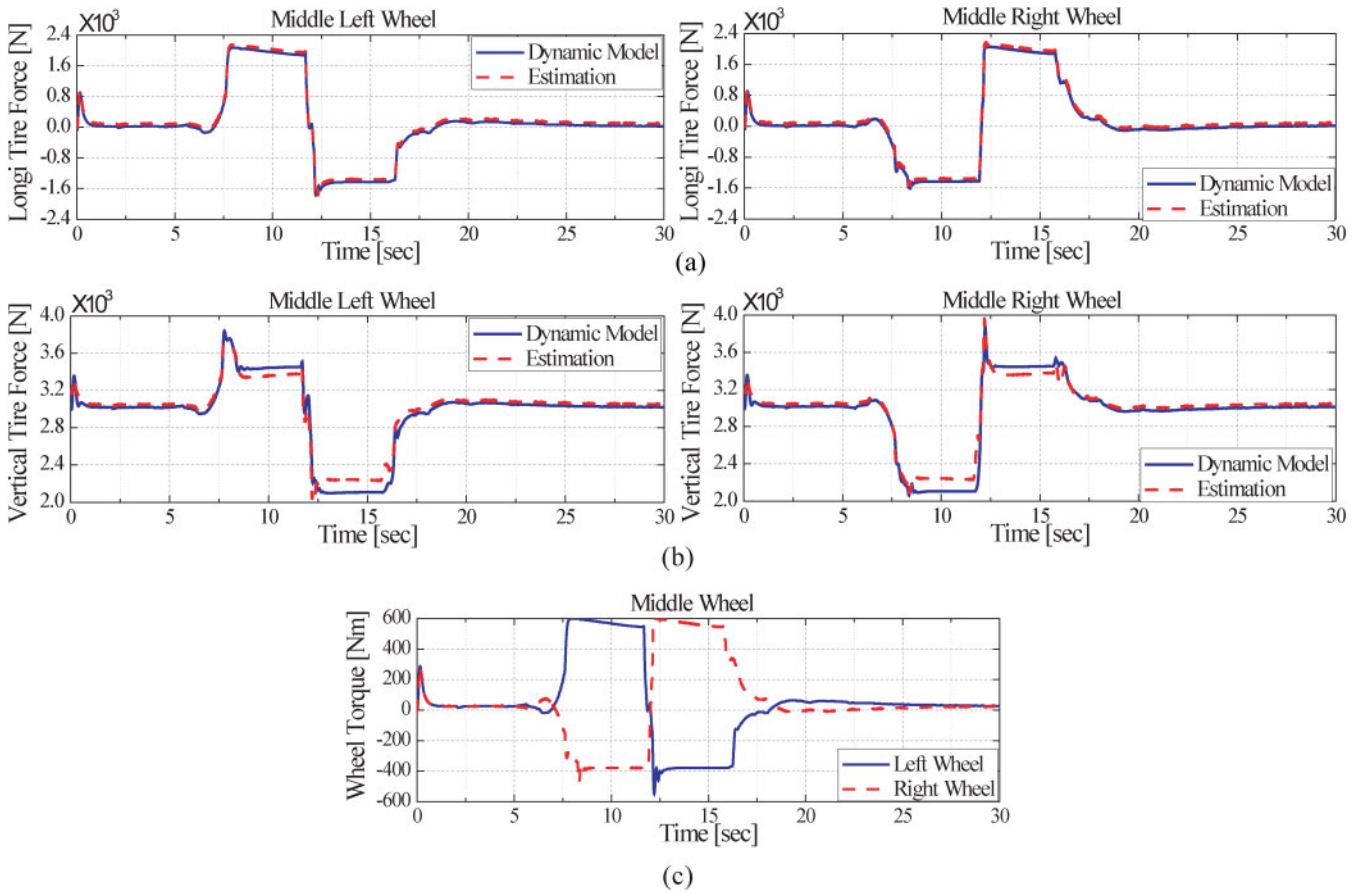 Middle Left Wheel
X10³
Longi Tire Force [N]
2.4
1.6
0.8
0.0
-0.8
-1.6
-2.4
Dynamic Model
Estimation
0 5 10 15 20 25 30
Time [sec]
Middle Right Wheel
X10³
Longi Tire Force [N]
2.4
1.6
0.8
0.0
-0.8
-1.6
-2.4
Dynamic Model
Estimation
0 5 10 15 20 25 30
Time [sec]
(a)
Middle Left Wheel
X10³
Vertical Tire Force [N]
4.0
3.6
3.2
2.8
2.4
2.0
Dynamic Model
Estimation
0 5 10 15 20 25 30
Time [sec]
Middle Right Wheel
X10³
Vertical Tire Force [N]
4.0
3.6
3.2
2.8
2.4
2.0
Dynamic Model
Estimation
0 5 10 15 20 25 30
Time [sec]
(b)
Middle Wheel
Wheel Torque [Nm]
600
400
200
0
-200
-400
-600
Left Wheel
Right Wheel
0 5 10 15 20 25 30
Time [sec]
(c)